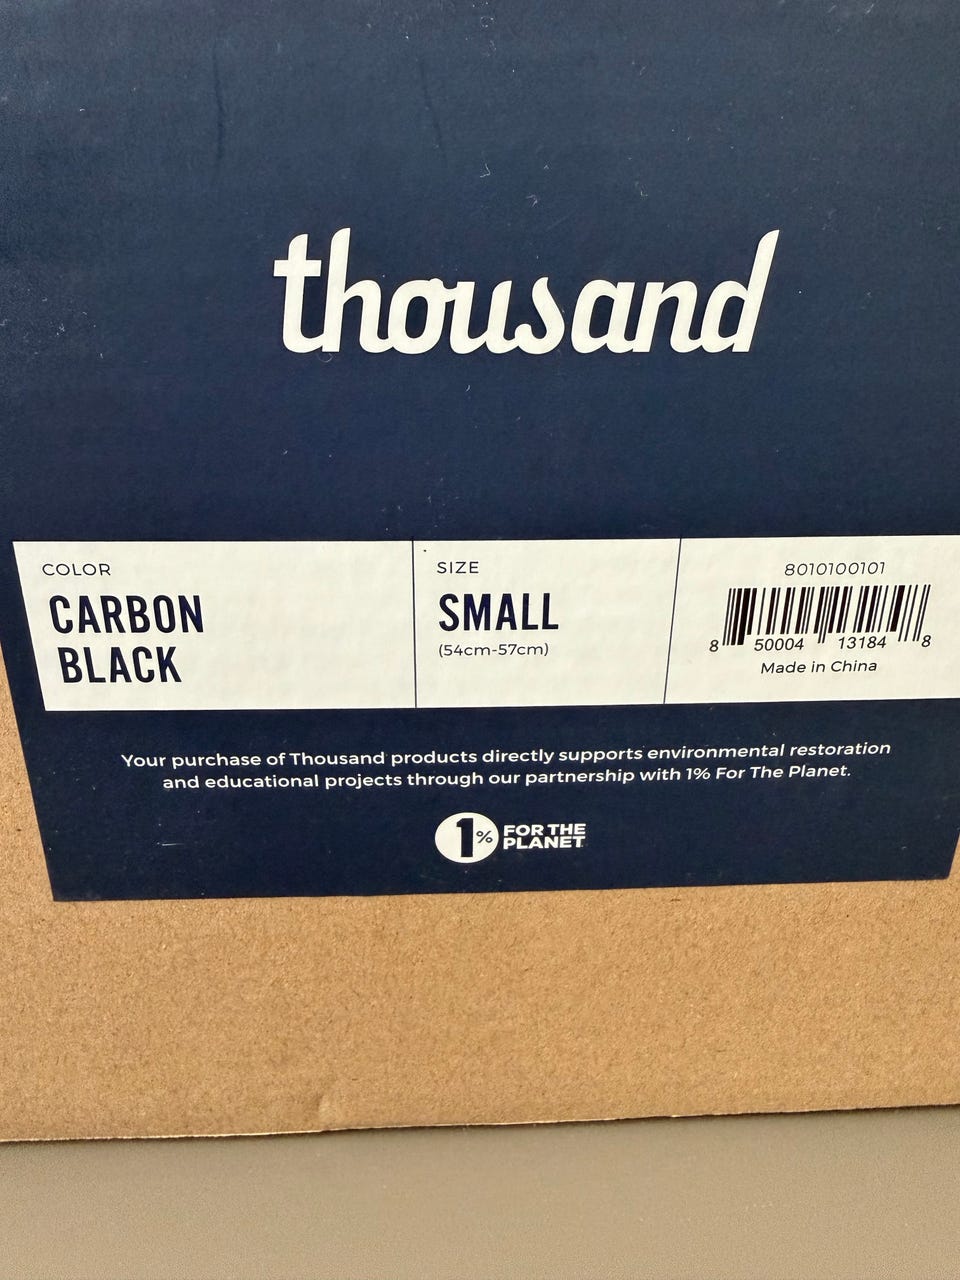 thousand
COLOR
CARBON
BLACK
SIZE
SMALL
(54cm-57cm)
8010100101
8 50004 13184 8
Made in China
Your purchase of Thousand products directly supports environmental restoration
and educational projects through our partnership with 1% For The Planet.
1% FOR THE
PLANET